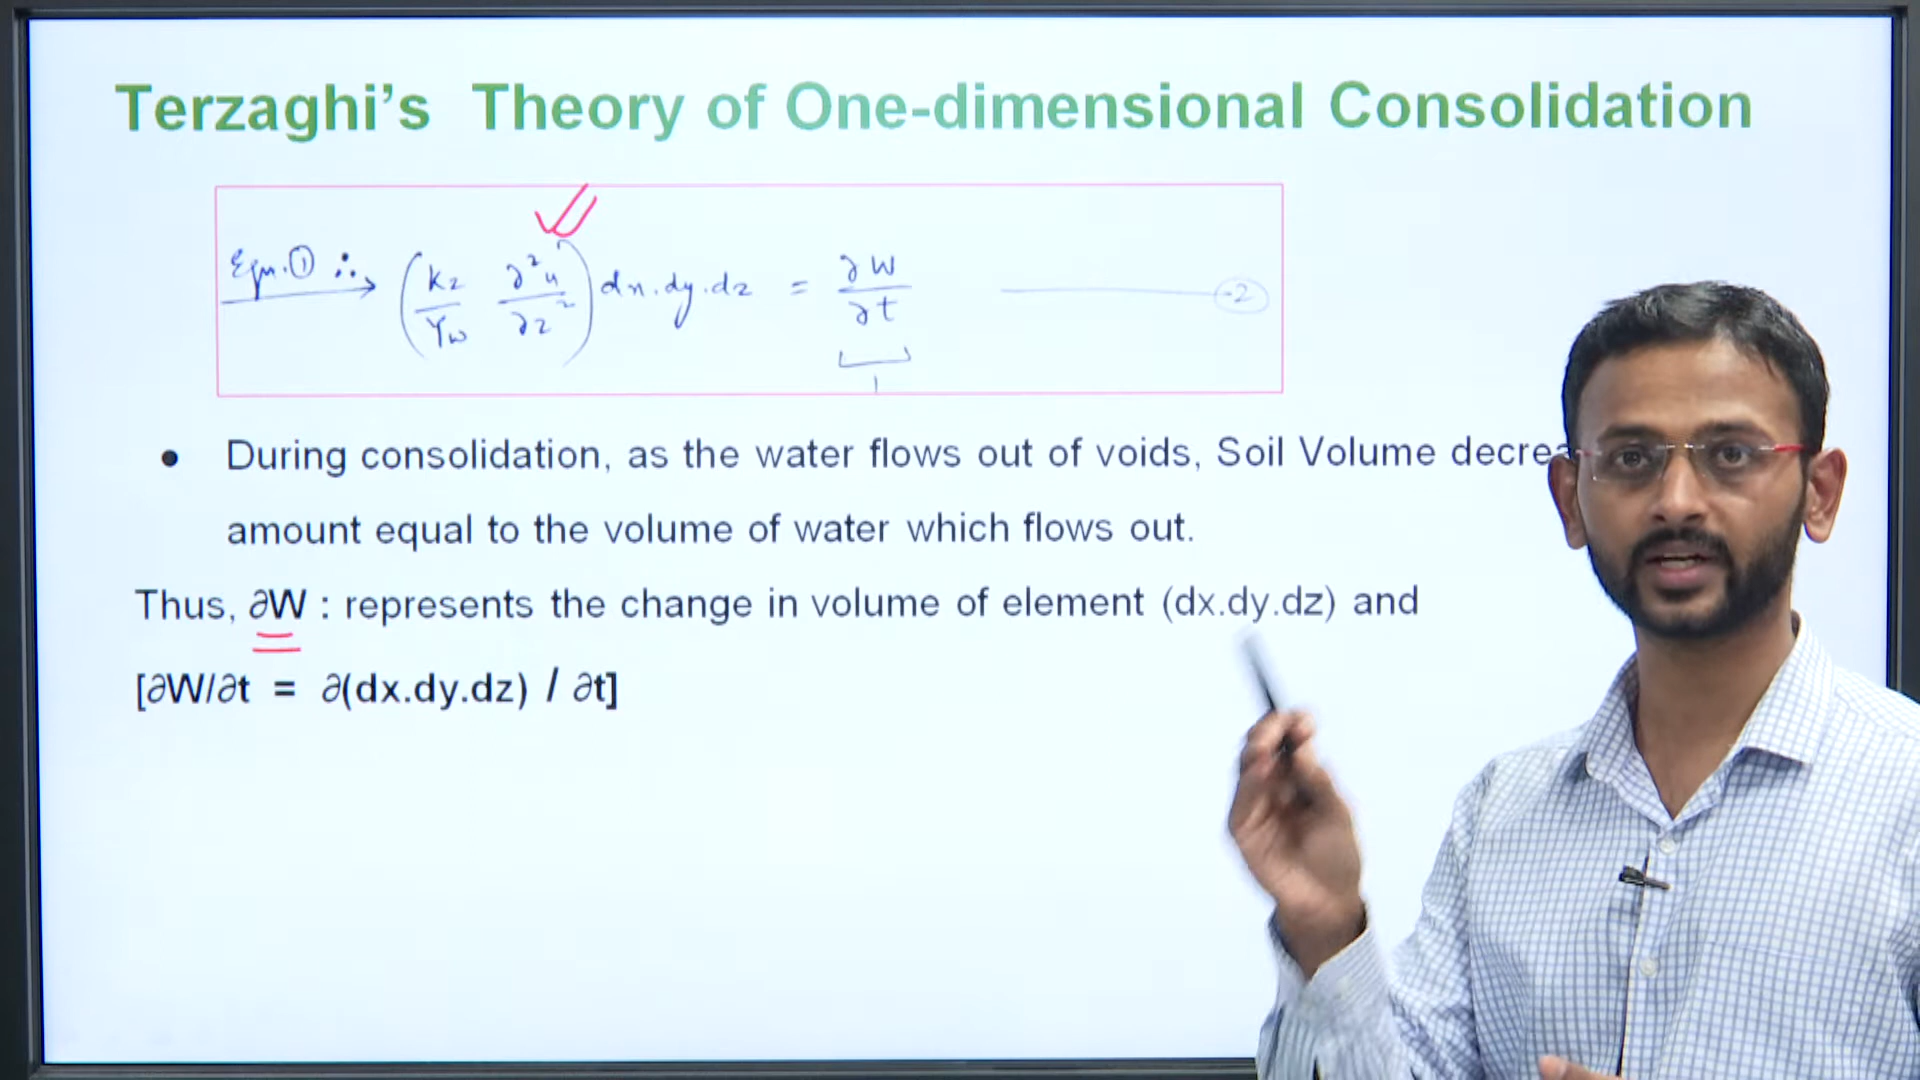 Terzaghi's Theory of One-dimensional Consolidation
Eqn.① ∴ → (kz/γw ∂²u/∂z²) dx.dy.dz = ∂W/∂t —— 2
● During consolidation, as the water flows out of voids, Soil Volume decrea
amount equal to the volume of water which flows out.
Thus, ∂W : represents the change in volume of element (dx.dy.dz) and
[∂W/∂t = ∂(dx.dy.dz) / ∂t]